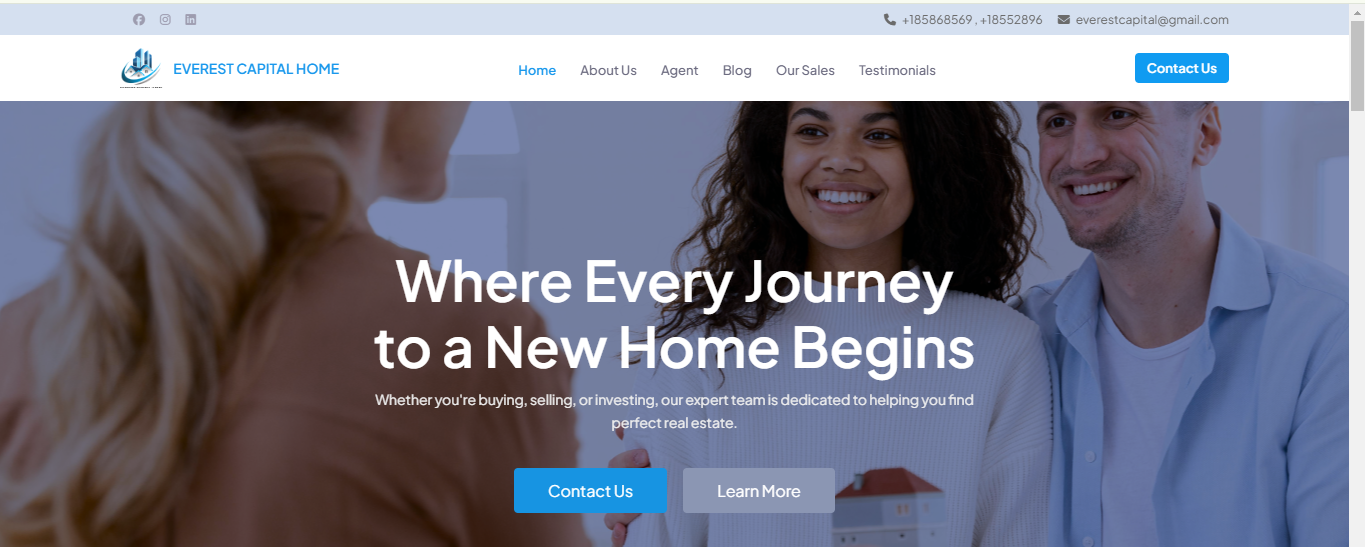 +185868569 , +18552896 everestcapital@gmail.com
EVEREST CAPITAL HOME Home About Us Agent Blog Our Sales Testimonials Contact Us
Where Every Journey
to a New Home Begins
Whether you're buying, selling, or investing, our expert team is dedicated to helping you find
perfect real estate.
Contact Us Learn More